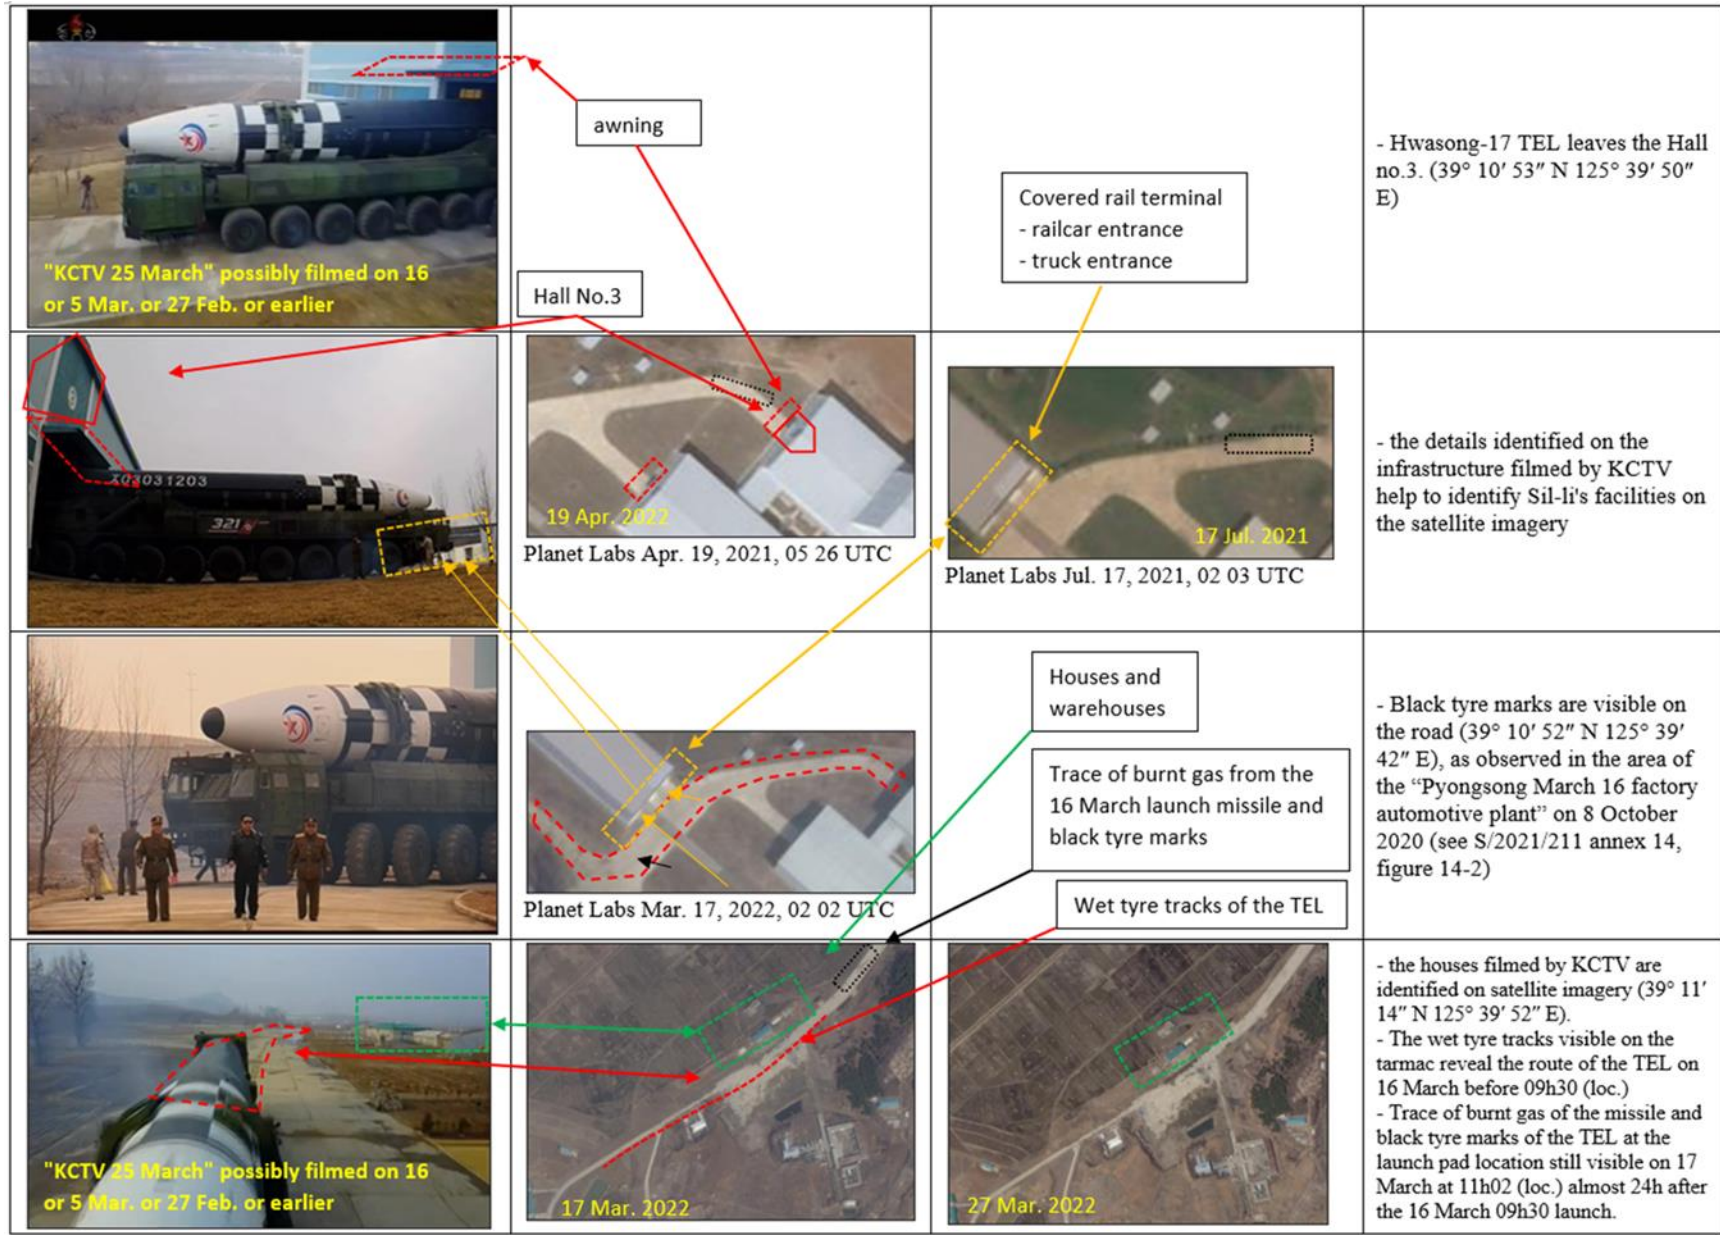 awning
"KCTV 25 March" possibly filmed on 16
or 5 Mar. or 27 Feb. or earlier
Covered rail terminal
- railcar entrance
- truck entrance
- Hwasong-17 TEL leaves the Hall
no.3. (39° 10′ 53″ N 125° 39′ 50″
E)
Hall No.3
X03031203
321
19 Apr. 2022
Planet Labs Apr. 19, 2021, 05 26 UTC
17 Jul. 2021
Planet Labs Jul. 17, 2021, 02 03 UTC
- the details identified on the
infrastructure filmed by KCTV
help to identify Sil-li's facilities on
the satellite imagery
Planet Labs Mar. 17, 2022, 02 02 UTC
Houses and
warehouses
Trace of burnt gas from the
16 March launch missile and
black tyre marks
Wet tyre tracks of the TEL
- Black tyre marks are visible on
the road (39° 10′ 52″ N 125° 39′
42″ E), as observed in the area of
the “Pyongsong March 16 factory
automotive plant” on 8 October
2020 (see S/2021/211 annex 14,
figure 14-2)
"KCTV 25 March" possibly filmed on 16
or 5 Mar. or 27 Feb. or earlier
17 Mar. 2022
27 Mar. 2022
- the houses filmed by KCTV are
identified on satellite imagery (39° 11′
14″ N 125° 39′ 52″ E).
- The wet tyre tracks visible on the
tarmac reveal the route of the TEL on
16 March before 09h30 (loc.)
- Trace of burnt gas of the missile and
black tyre marks of the TEL at the
launch pad location still visible on 17
March at 11h02 (loc.) almost 24h after
the 16 March 09h30 launch.